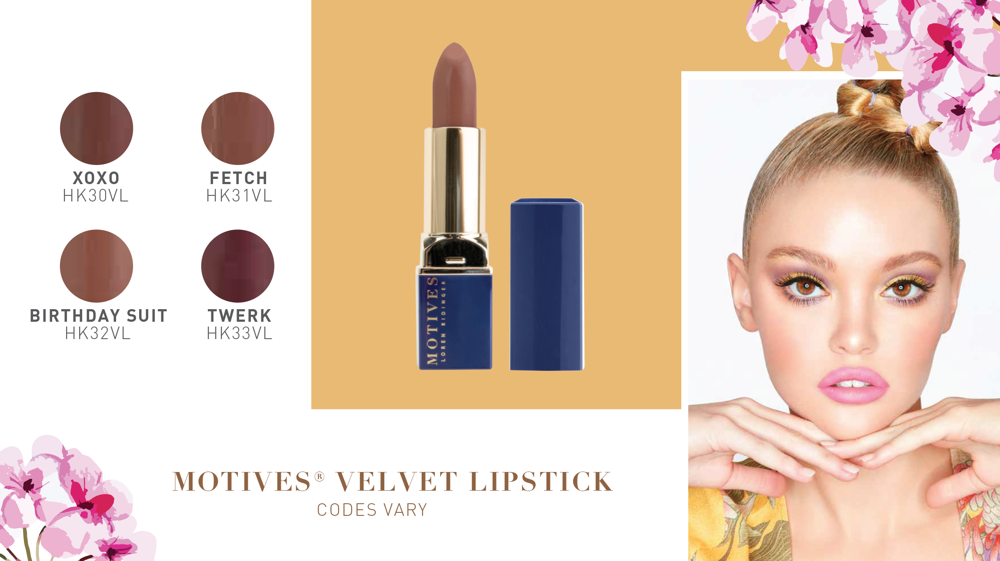 XOXO
HK30VL
FETCH
HK31VL
BIRTHDAY SUIT
HK32VL
TWERK
HK33VL
MOTIVES
LOREN RIDINGER
MOTIVES® VELVET LIPSTICK
CODES VARY